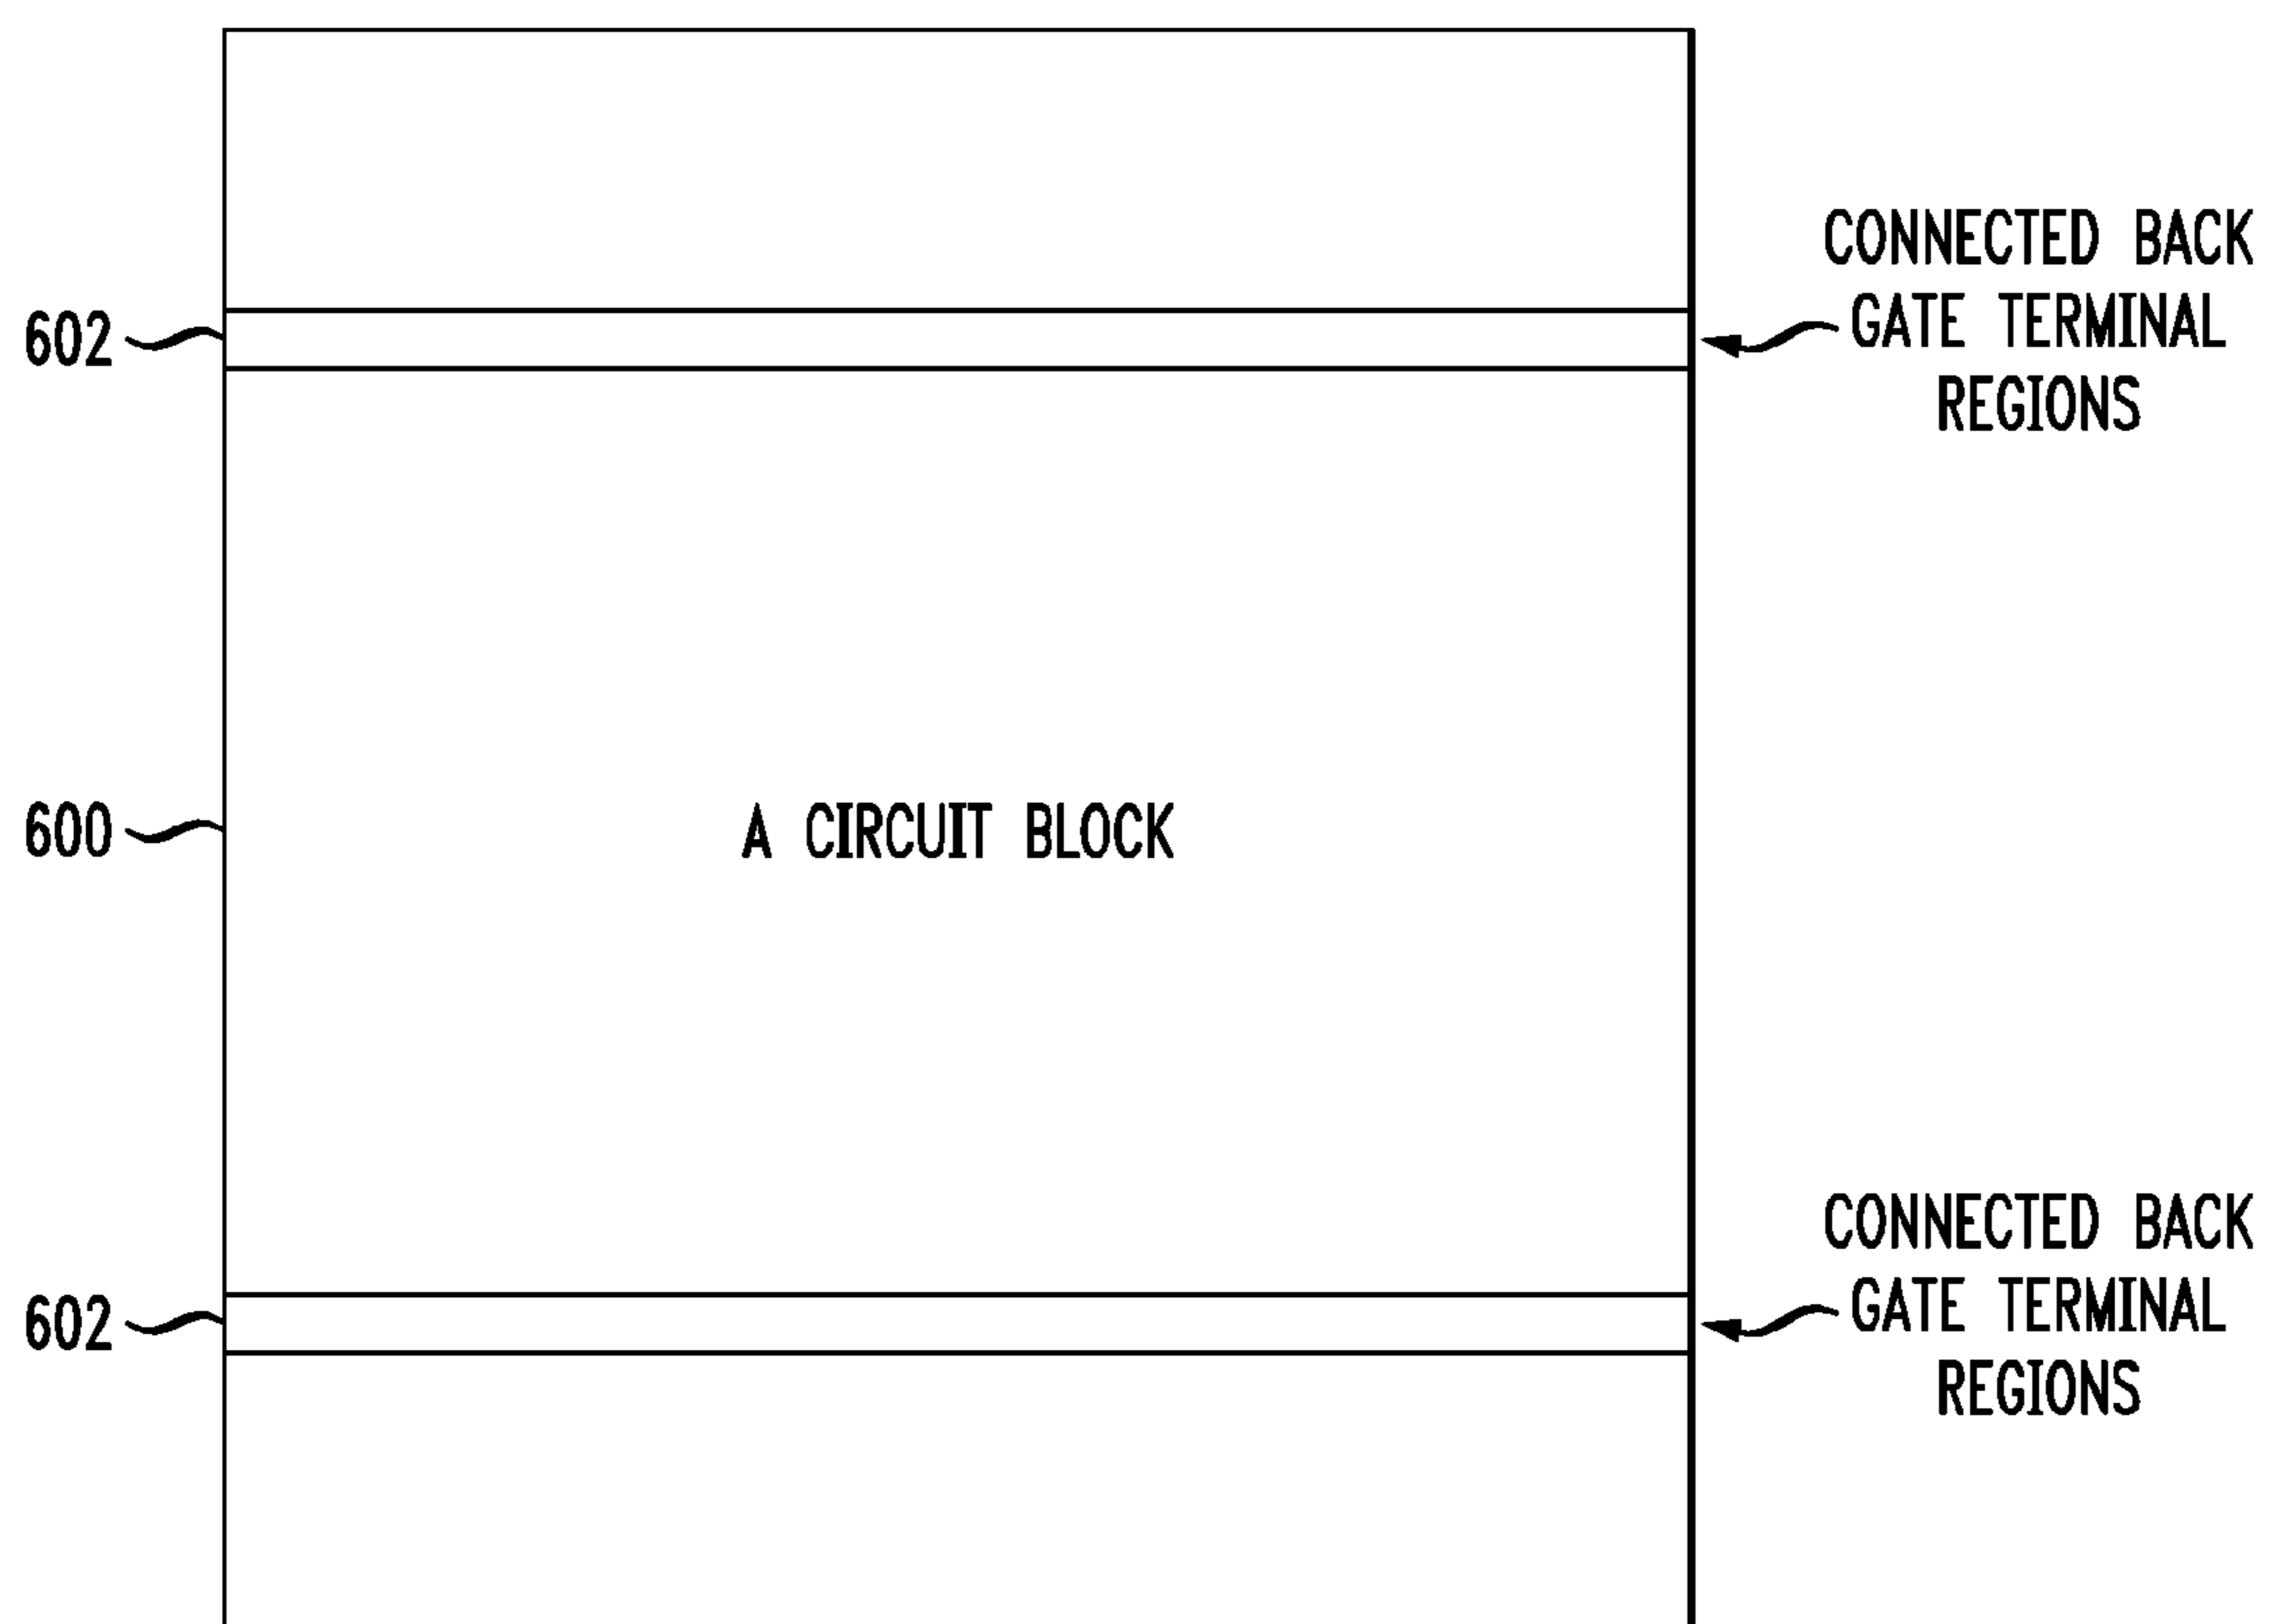 CONNECTED BACK
GATE TERMINAL
REGIONS
602
600
A CIRCUIT BLOCK
CONNECTED BACK
GATE TERMINAL
REGIONS
602